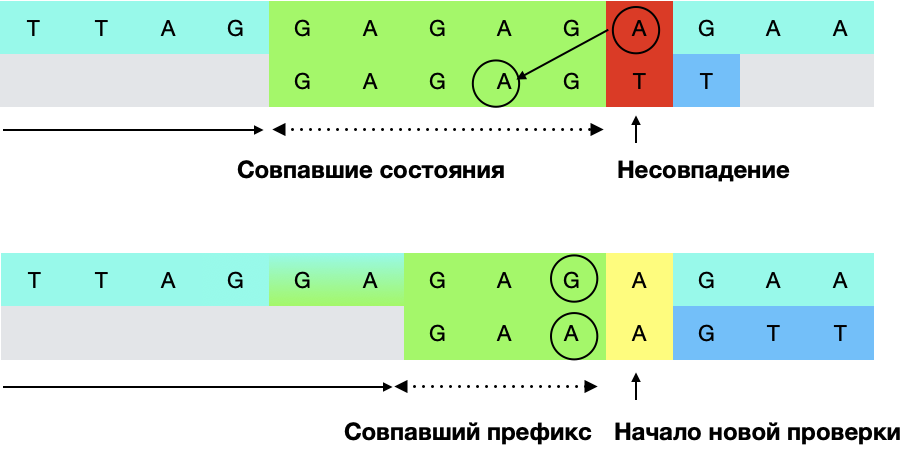 T T A G G A G A G A G A A
G A G A G T T
Совпавшие состояния Несовпадение
T T A G G A G A G A G A A
G A A A G T T
Совпавший префикс Начало новой проверки